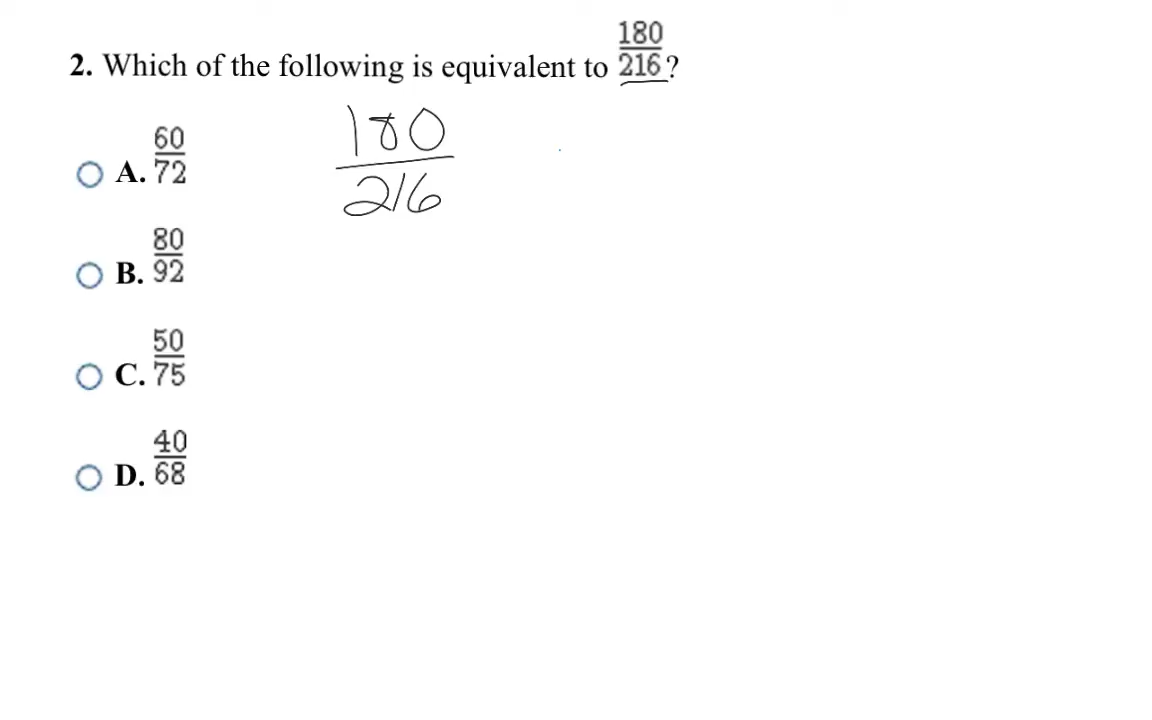 2. Which of the following is equivalent to 180/216?
180
216
A. 60/72
B. 80/92
C. 50/75
D. 40/68